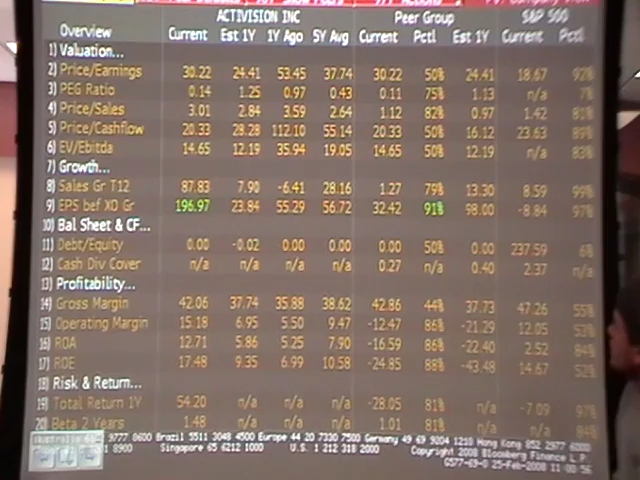 ACTIVISION INC Peer Group S&P 500
Overview Current Est 1Y 1Y Ago 5Y Avg Current Pctl Est 1Y Current Pctl
1) Valuation...
2) Price/Earnings 30.22 24.41 53.45 37.74 30.22 50% 24.41 18.67 92%
3) PEG Ratio 0.14 1.25 0.97 0.43 0.11 75% 1.13 n/a 7%
4) Price/Sales 3.01 2.84 3.59 2.64 1.12 82% 0.97 1.42 81%
5) Price/Cashflow 20.33 28.28 112.10 55.14 20.33 50% 16.12 23.63 89%
6) EV/Ebitda 14.65 12.19 35.94 19.05 14.65 50% 12.19 n/a 83%
7) Growth...
8) Sales Gr T12 87.83 7.90 -6.41 28.16 1.27 79% 13.30 8.59 99%
9) EPS bef XO Gr 196.97 23.84 55.29 56.72 32.42 91% 98.00 -8.84 97%
10) Bal Sheet & CF...
11) Debt/Equity 0.00 -0.02 0.00 0.00 0.00 50% 0.00 237.59 6%
12) Cash Div Cover n/a n/a n/a n/a 0.27 n/a 0.40 2.37 n/a
13) Profitability...
14) Gross Margin 42.06 37.74 35.88 38.62 42.86 44% 37.73 47.26 55%
15) Operating Margin 15.18 6.95 5.50 9.47 -12.47 86% -21.29 12.05 53%
16) ROA 12.71 5.86 5.25 7.90 -16.59 86% -22.40 2.52 84%
17) ROE 17.48 9.35 6.99 10.58 -24.85 88% -43.48 14.67 52%
18) Risk & Return...
19) Total Return 1Y 54.20 n/a n/a n/a -28.05 81% n/a -7.09 97%
20) Beta 2 Years 1.48 n/a n/a n/a 1.01 81% n/a n/a 84%
9777 8600 Brazil 5511 3048 4500 Europe 44 20 7330 7500 Germany 49 69 9204 1210 Hong Kong 852 2977 6000
8900 Singapore 65 6212 1000 U.S. 1 212 318 2000 Copyright 2008 Bloomberg Finance L.P.
G577-69-0 25-Feb-2008 11:00:56